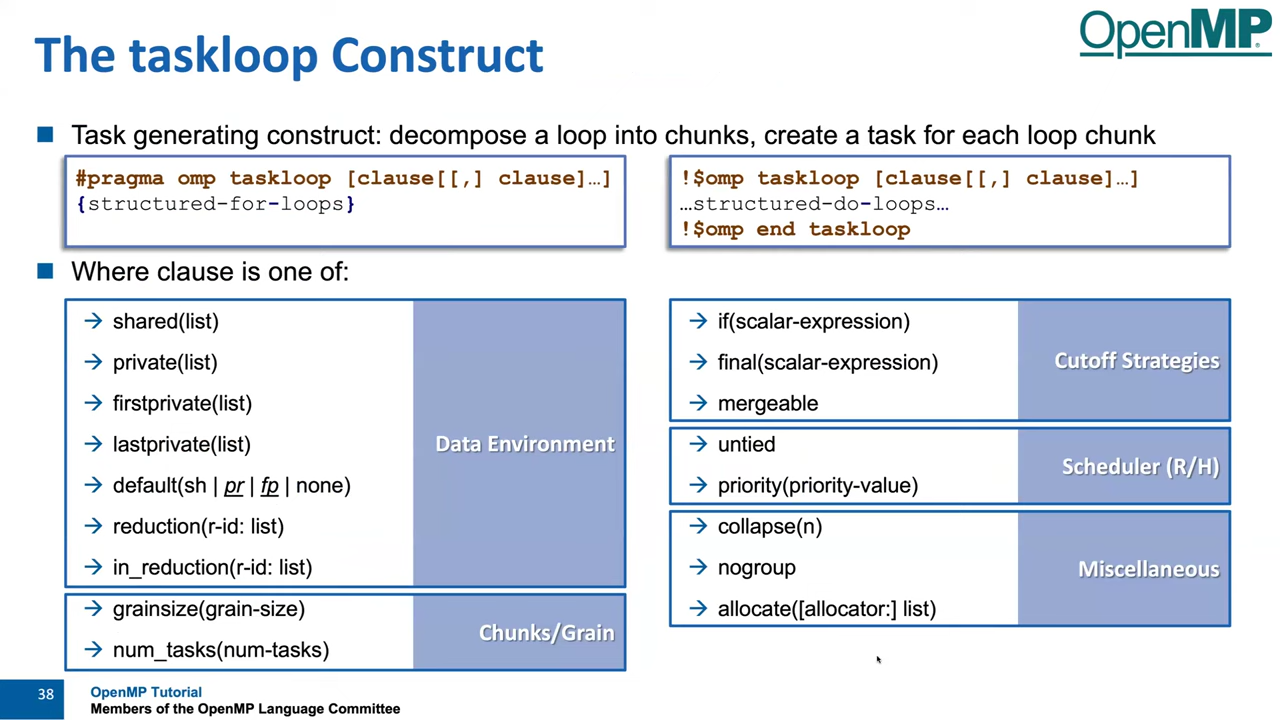 The taskloop Construct
OpenMP
Task generating construct: decompose a loop into chunks, create a task for each loop chunk
#pragma omp taskloop [clause[[,] clause]…]
{structured-for-loops}
!$omp taskloop [clause[[,] clause]…]
…structured-do-loops…
!$omp end taskloop
Where clause is one of:
→ shared(list)
→ private(list)
→ firstprivate(list)
→ lastprivate(list)
→ default(sh | pr | fp | none)
→ reduction(r-id: list)
→ in_reduction(r-id: list)
Data Environment
→ grainsize(grain-size)
→ num_tasks(num-tasks)
Chunks/Grain
→ if(scalar-expression)
→ final(scalar-expression)
→ mergeable
Cutoff Strategies
→ untied
→ priority(priority-value)
Scheduler (R/H)
→ collapse(n)
→ nogroup
→ allocate([allocator:] list)
Miscellaneous
38
OpenMP Tutorial
Members of the OpenMP Language Committee